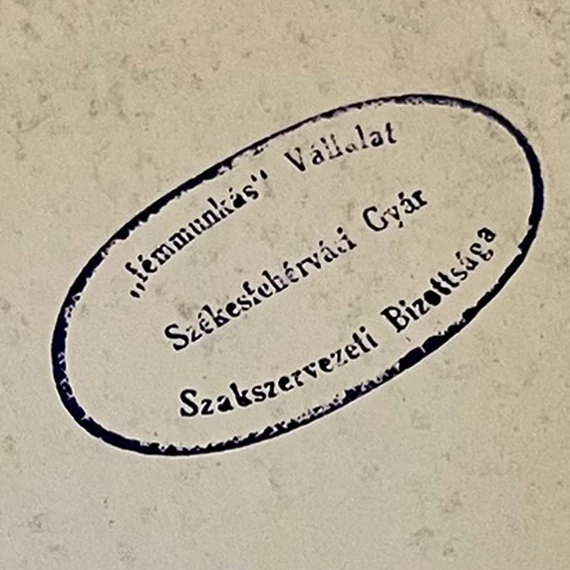 „fémmunkás" Vállalat
Székesfehérvári Gyár
Szakszervezeti Bizottsága